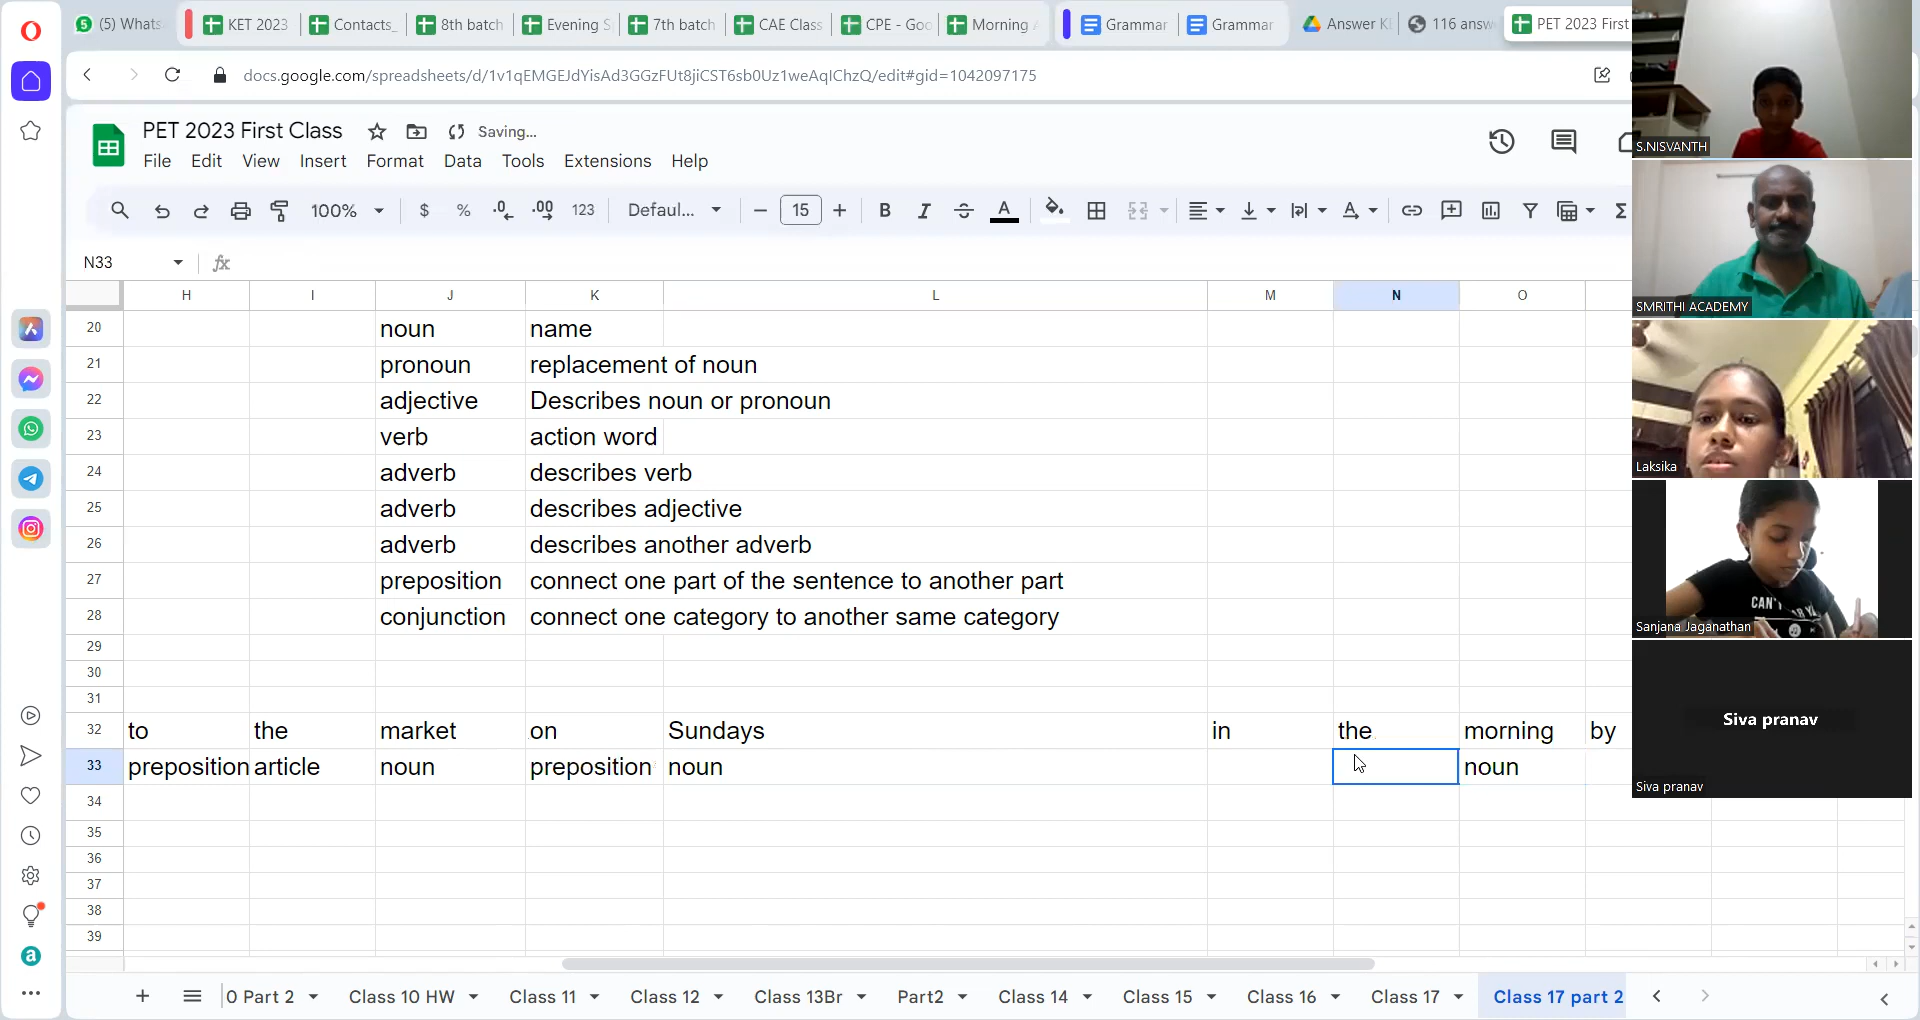 (5) Whats
KET 2023
Contacts_
8th batch
Evening S
7th batch
CAE Class
CPE - Goo
Morning A
Grammar
Grammar
Answer K
116 answ
PET 2023 First
docs.google.com/spreadsheets/d/1v1qEMGEJdYisAd3GGzFUt8jiCST6sb0Uz1weAqIChzQ/edit#gid=1042097175
PET 2023 First Class
Saving...
File Edit View Insert Format Data Tools Extensions Help
100% $ % .0 .00 123 Defaul... 15 B I A
N33
H I J K L M N O
20 noun name
21 pronoun replacement of noun
22 adjective Describes noun or pronoun
23 verb action word
24 adverb describes verb
25 adverb describes adjective
26 adverb describes another adverb
27 preposition connect one part of the sentence to another part
28 conjunction connect one category to another same category
29
30
31
32 to the market on Sundays in the morning by
33 preposition article noun preposition noun noun
34
35
36
37
38
39
0 Part 2 Class 10 HW Class 11 Class 12 Class 13Br Part2 Class 14 Class 15 Class 16 Class 17 Class 17 part 2
S.NISVANTH
SMRITHI ACADEMY
Laksika
CAN'T
Sanjana Jaganathan
Siva pranav
Siva pranav